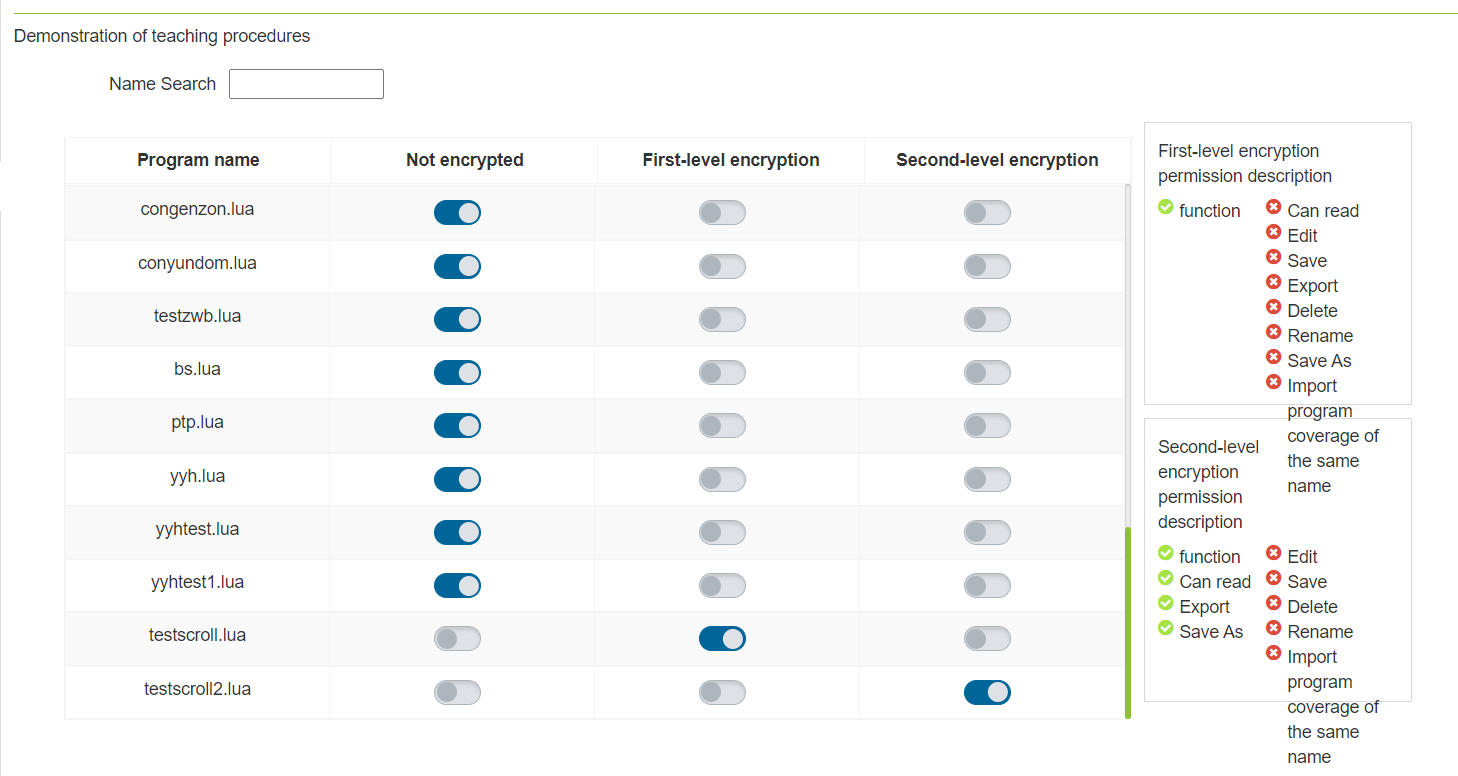 Demonstration of teaching procedures
Name Search
Program name Not encrypted First-level encryption Second-level encryption
congenzon.lua
conyundom.lua
testzwb.lua
bs.lua
ptp.lua
yyh.lua
yyhtest.lua
yyhtest1.lua
testscroll.lua
testscroll2.lua
First-level encryption
permission description
function
Can read
Edit
Save
Export
Delete
Rename
Save As
Import
program
coverage of
the same
name
Second-level
encryption
permission
description
function
Can read
Export
Save As
Edit
Save
Delete
Rename
Import
program
coverage of
the same
name